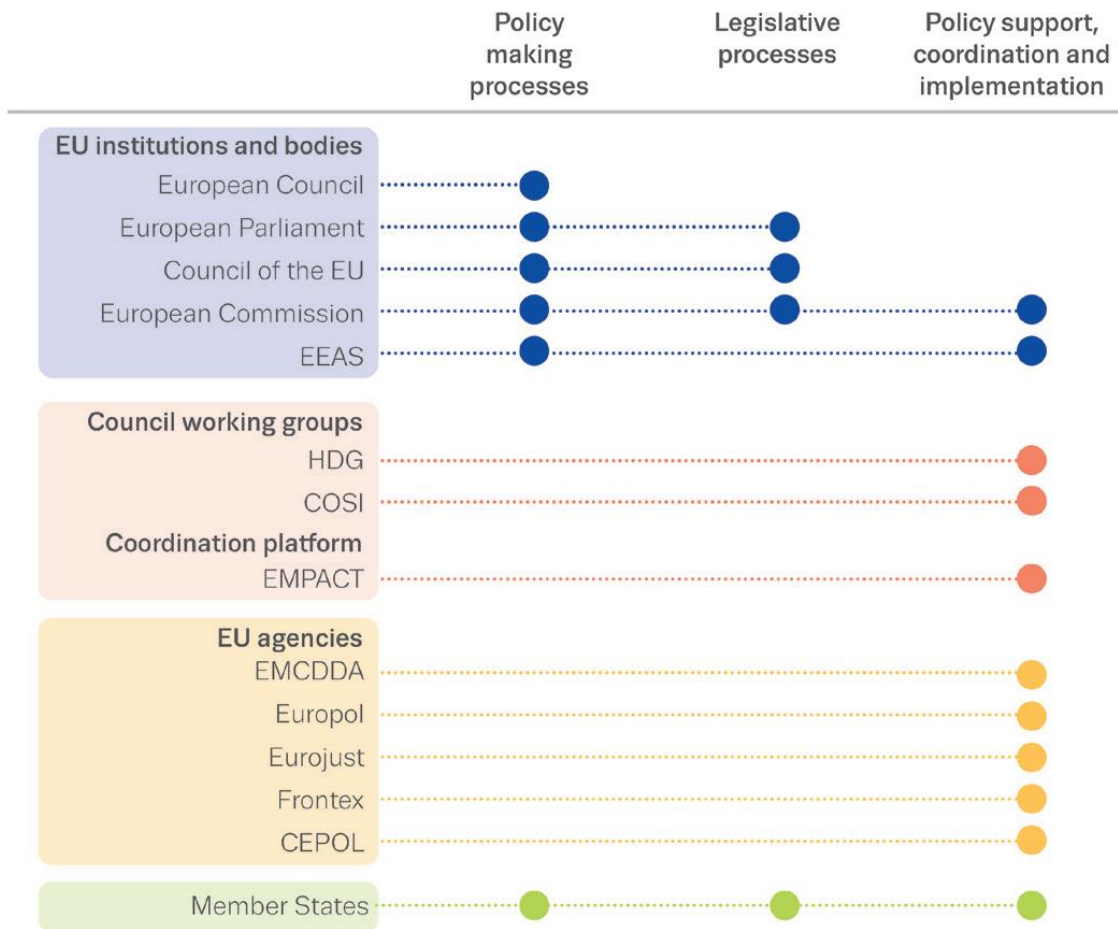 Policy
making
processes
Legislative
processes
Policy support,
coordination and
implementation
EU institutions and bodies
European Council
European Parliament
Council of the EU
European Commission
EEAS
Council working groups
HDG
COSI
Coordination platform
EMPACT
EU agencies
EMCDDA
Europol
Eurojust
Frontex
CEPOL
Member States